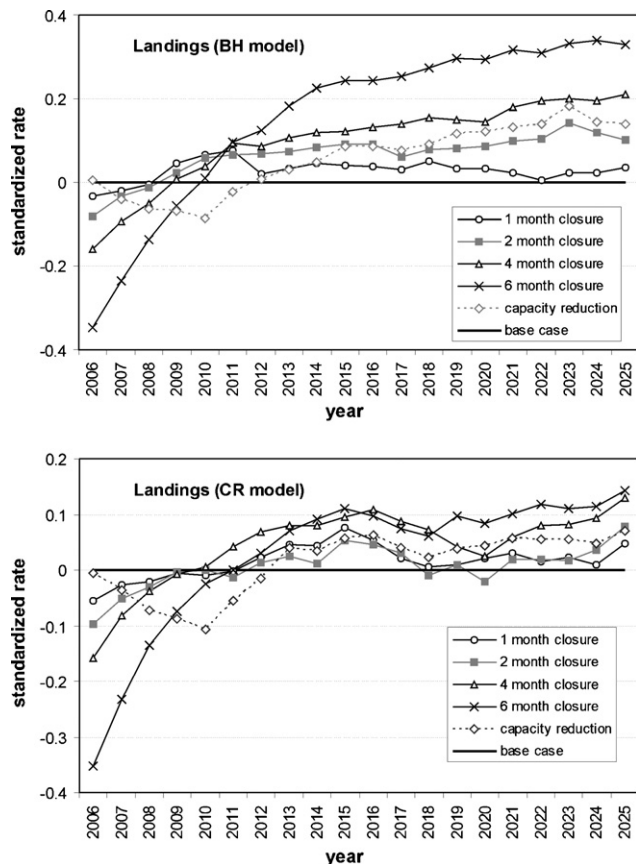 Landings (BH model)
standardized rate
0.4
0.2
0
-0.2
-0.4
1 month closure
2 month closure
4 month closure
6 month closure
capacity reduction
base case
2006 2007 2008 2009 2010 2011 2012 2013 2014 2015 2016 2017 2018 2019 2020 2021 2022 2023 2024 2025
year
Landings (CR model)
standardized rate
0.2
0.1
0
-0.1
-0.2
-0.3
-0.4
1 month closure
2 month closure
4 month closure
6 month closure
capacity reduction
base case
2006 2007 2008 2009 2010 2011 2012 2013 2014 2015 2016 2017 2018 2019 2020 2021 2022 2023 2024 2025
year